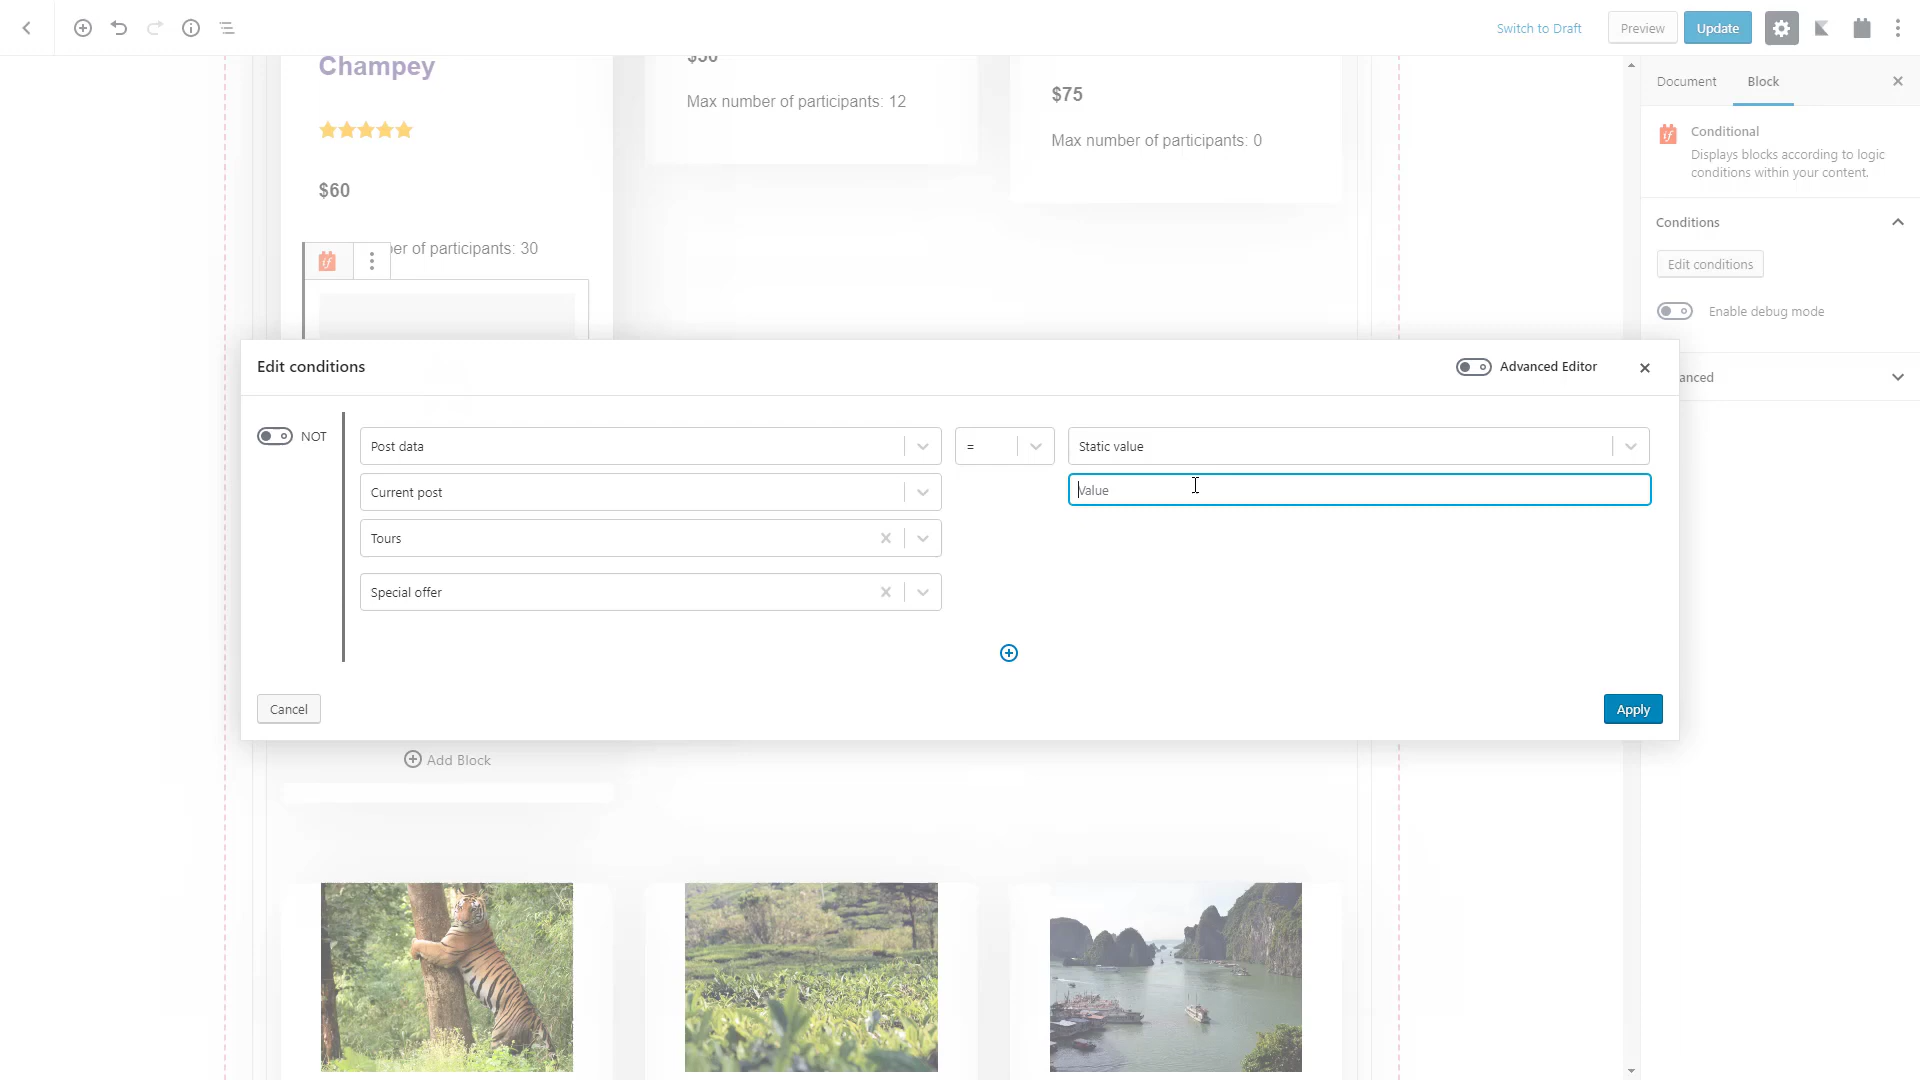 Switch to Draft
Preview
Update
Champey
$50
Max number of participants: 12
$75
Max number of participants: 0
$60
er of participants: 30
if
Document
Block
if
Conditional
Displays blocks according to logic
conditions within your content.
Conditions
Edit conditions
Enable debug mode
anced
Edit conditions
Advanced Editor
NOT
Post data
=
Static value
Current post
Value
Tours
Special offer
Cancel
Apply
Add Block